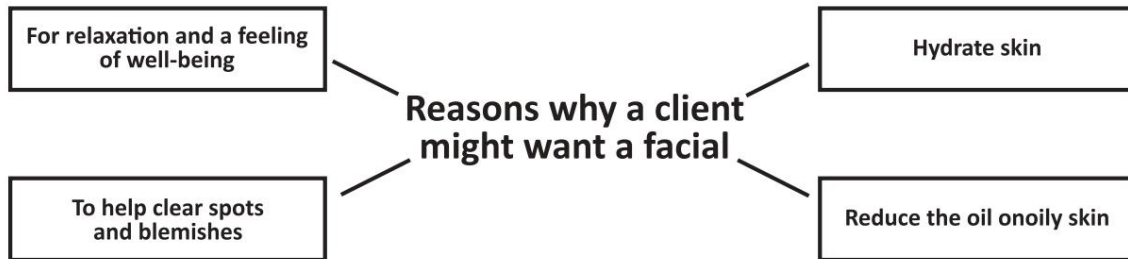 For relaxation and a feeling
of well-being
Hydrate skin
Reasons why a client
might want a facial
To help clear spots
and blemishes
Reduce the oil onoily skin